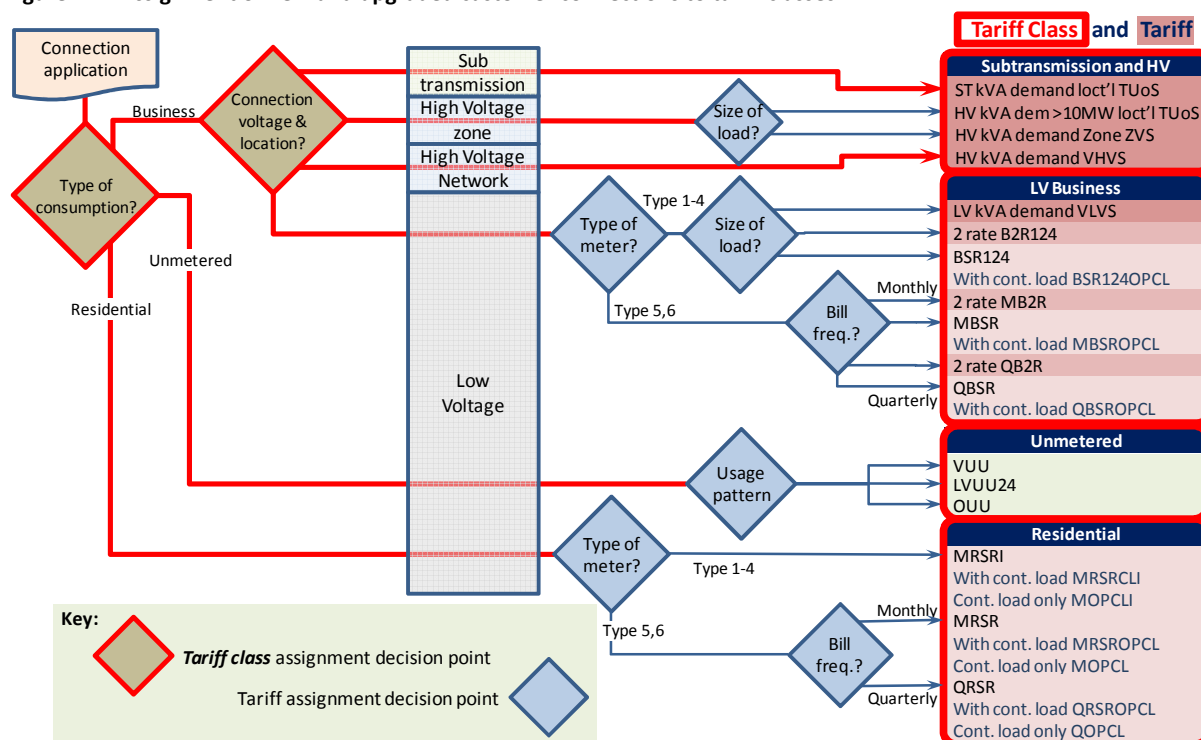 Tariff Class and Tariff
Connection
application
Business
Connection
voltage &
location?
Type of
consumption?
Unmetered
Residential
Sub
transmission
High Voltage
zone
High Voltage
Network
Low
Voltage
Size of
load?
Type of
meter?
Type 1-4
Size of
load?
Type 5,6
Bill
freq.?
Monthly
Quarterly
Usage
pattern
Type of
meter?
Type 1-4
Type 5,6
Bill
freq.?
Monthly
Quarterly
Subtransmission and HV
ST kVA demand loct'l TUoS
HV kVA dem >10MW loct'l TUoS
HV kVA demand Zone ZVS
HV kVA demand VHVS
LV Business
LV kVA demand VLVS
2 rate B2R124
BSR124
With cont. load BSR124OPCL
2 rate MB2R
MBSR
With cont. load MBSROPCL
2 rate QB2R
QBSR
With cont. load QBSROPCL
Unmetered
VUU
LVUU24
OUU
Residential
MRSRI
With cont. load MRSRCLI
Cont. load only MOPCLI
MRSR
With cont. load MRSROPCL
Cont. load only MOPCL
QRSR
With cont. load QRSROPCL
Cont. load only QOPCL
Key:
Tariff class assignment decision point
Tariff assignment decision point